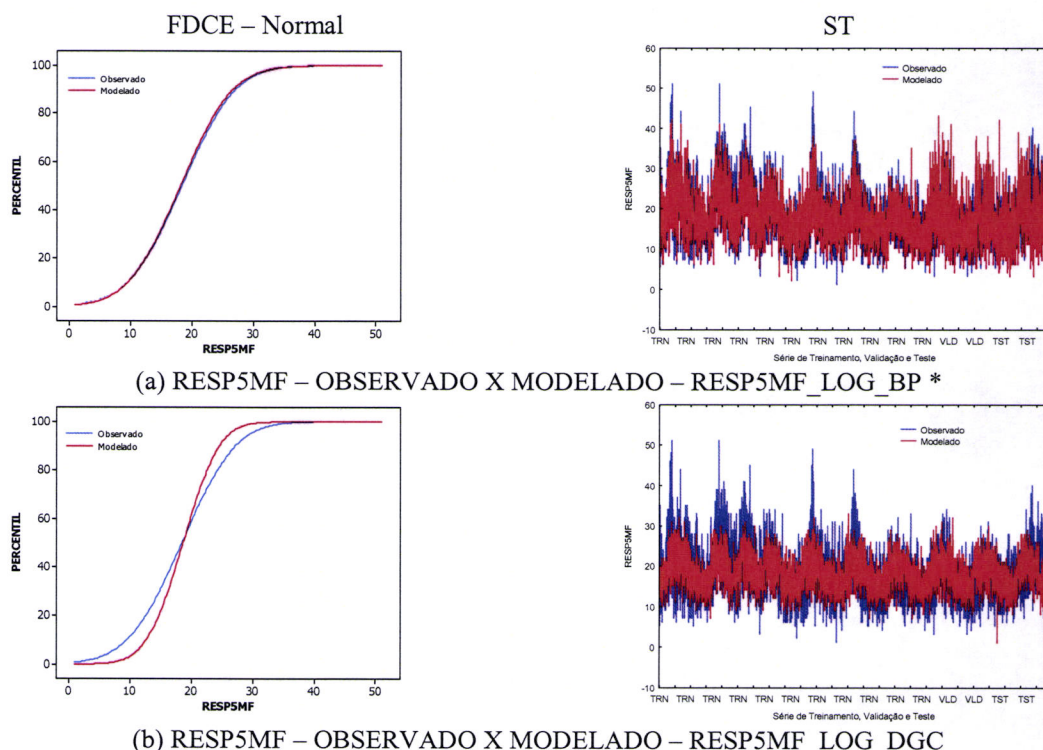 FDCE – Normal
ST
100
80
60
40
20
0
PERCENTIL
Observado
Modelado
0 10 20 30 40 50
RESP5MF
60
50
40
30
20
10
0
-10
RESP5MF
Observado
Modelado
TRN TRN TRN TRN TRN TRN TRN TRN TRN TRN VLD VLD TST TST
Série de Treinamento, Validação e Teste
(a) RESP5MF – OBSERVADO X MODELADO – RESP5MF_LOG_BP *
100
80
60
40
20
0
PERCENTIL
Observado
Modelado
0 10 20 30 40 50
RESP5MF
60
50
40
30
20
10
0
-10
RESP5MF
Observado
Modelado
TRN TRN TRN TRN TRN TRN TRN TRN TRN TRN VLD VLD TST TST
Série de Treinamento, Validação e Teste
(b) RESP5MF – OBSERVADO X MODELADO – RESP5MF LOG DGC